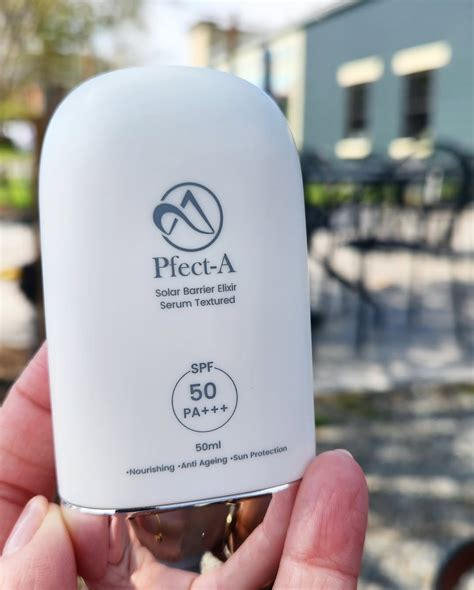 Pfect-A
Solar Barrier Elixir
Serum Textured
SPF
50
PA+++
50ml
•Nourishing •Anti Ageing •Sun Protection